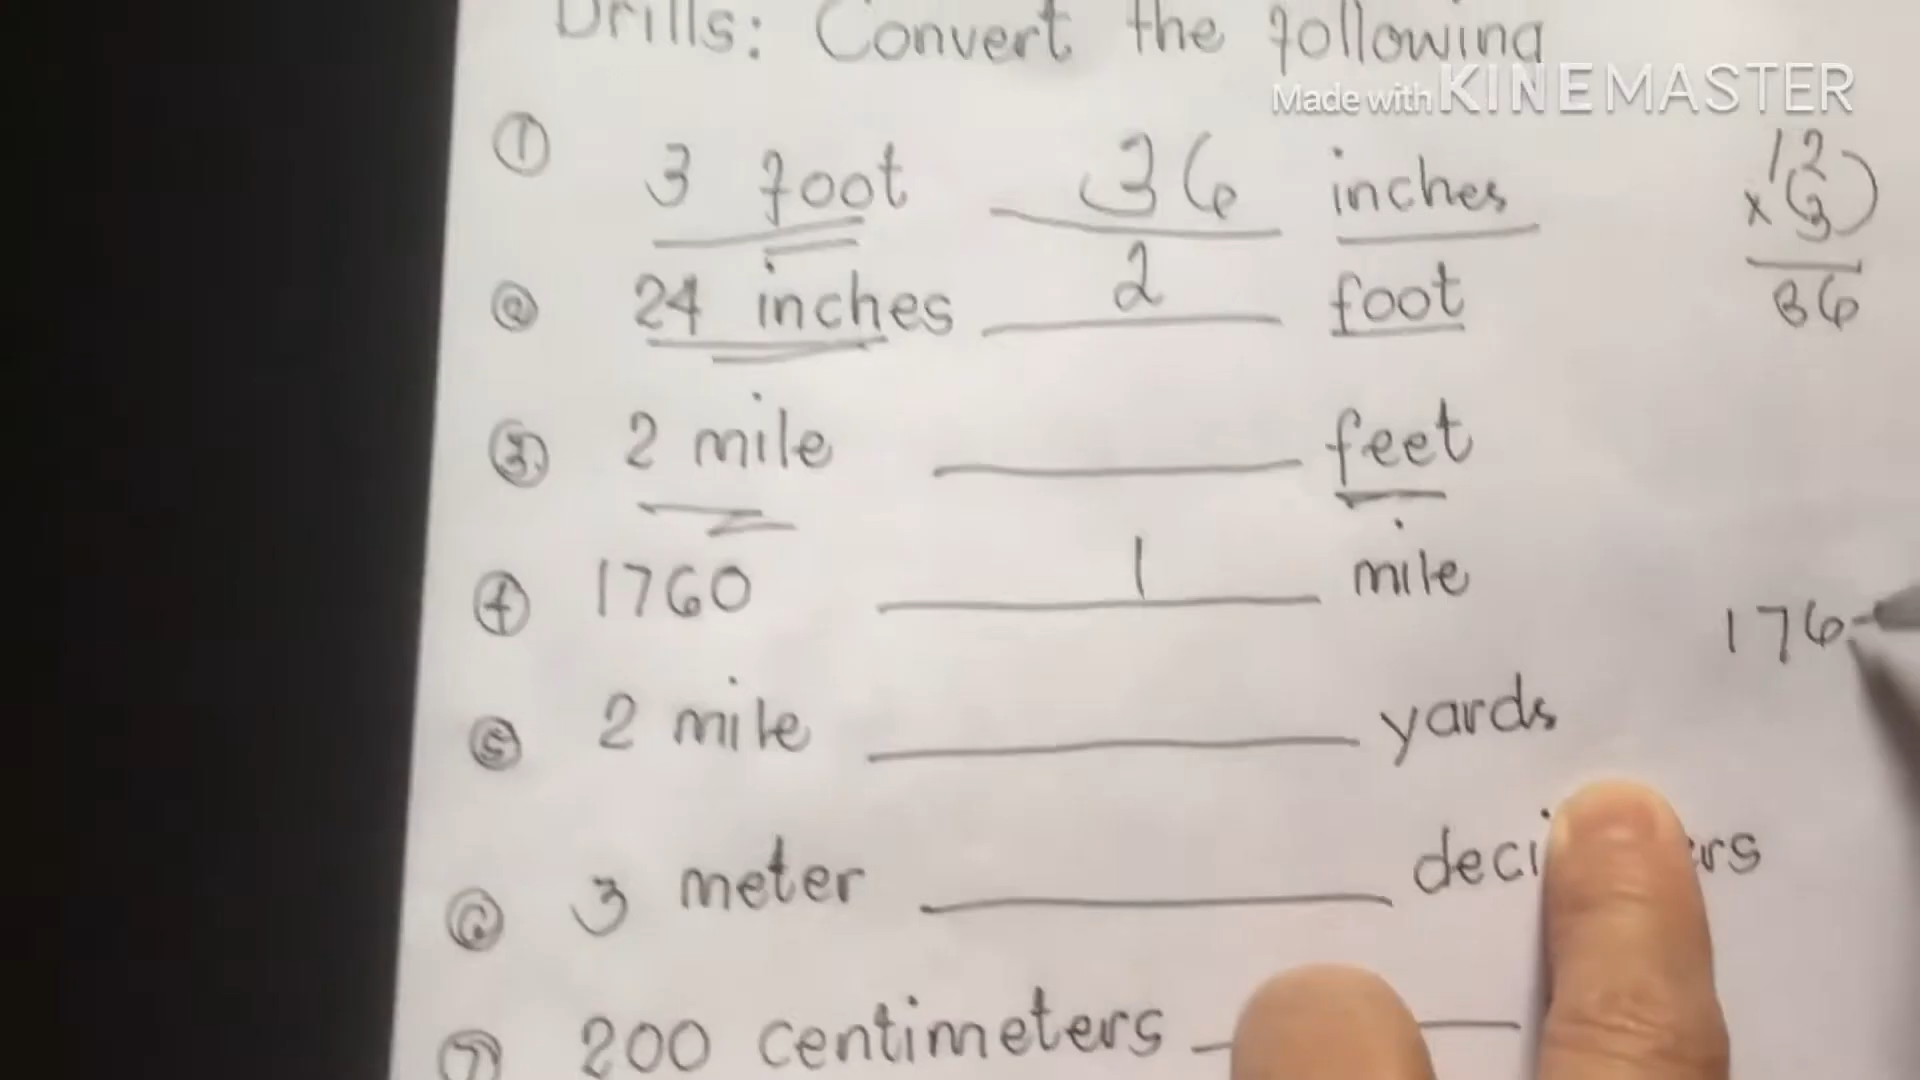 Drills: Convert the following
Made with KINEMASTER
① 3 foot 36 inches
② 24 inches 2 foot
③ 2 mile feet
④ 1760 1 mile
⑤ 2 mile yards
⑥ 3 meter
⑦ 200 centimeters
12
x 3
36
176